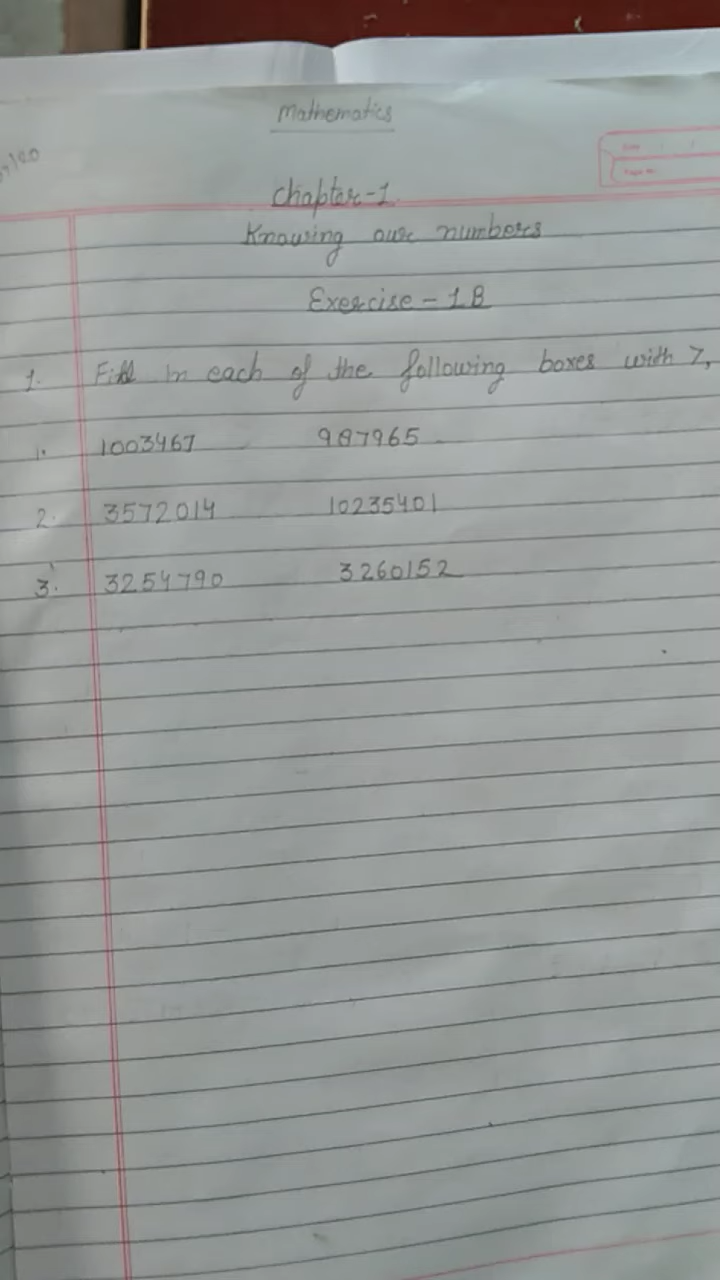 Mathematics
Chapter-1
Knowing our numbers
Exercise - 1B
1. Fill in each of the following boxes with >,
1. 1003467 987965
2. 3572014 10235401
3. 3254790 3260152